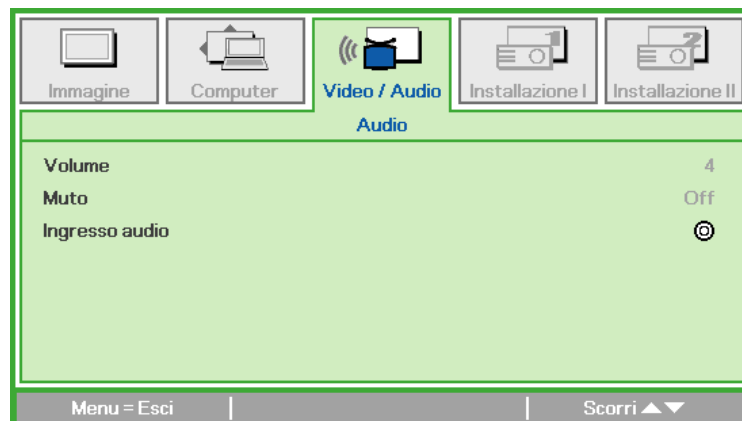 Immagine
Computer
Video / Audio
Installazione I
Installazione II
Audio
Volume 4
Muto Off
Ingresso audio
Menu = Esci
Scorri ▲▼